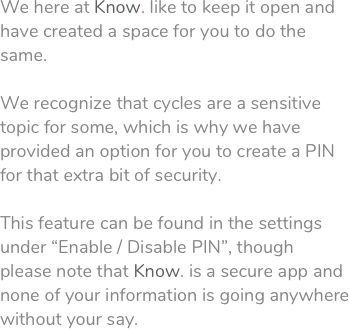 We here at Know. like to keep it open and
have created a space for you to do the
same.
We recognize that cycles are a sensitive
topic for some, which is why we have
provided an option for you to create a PIN
for that extra bit of security.
This feature can be found in the settings
under “Enable / Disable PIN”, though
please note that Know. is a secure app and
none of your information is going anywhere
without your say.